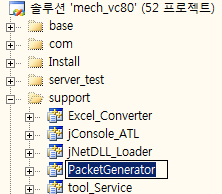 솔루션 'mech_vc80' (52 프로젝트)
base
com
Install
server_test
support
Excel_Converter
jConsole_ATL
jNetDLL_Loader
PacketGenerator
tool_Service